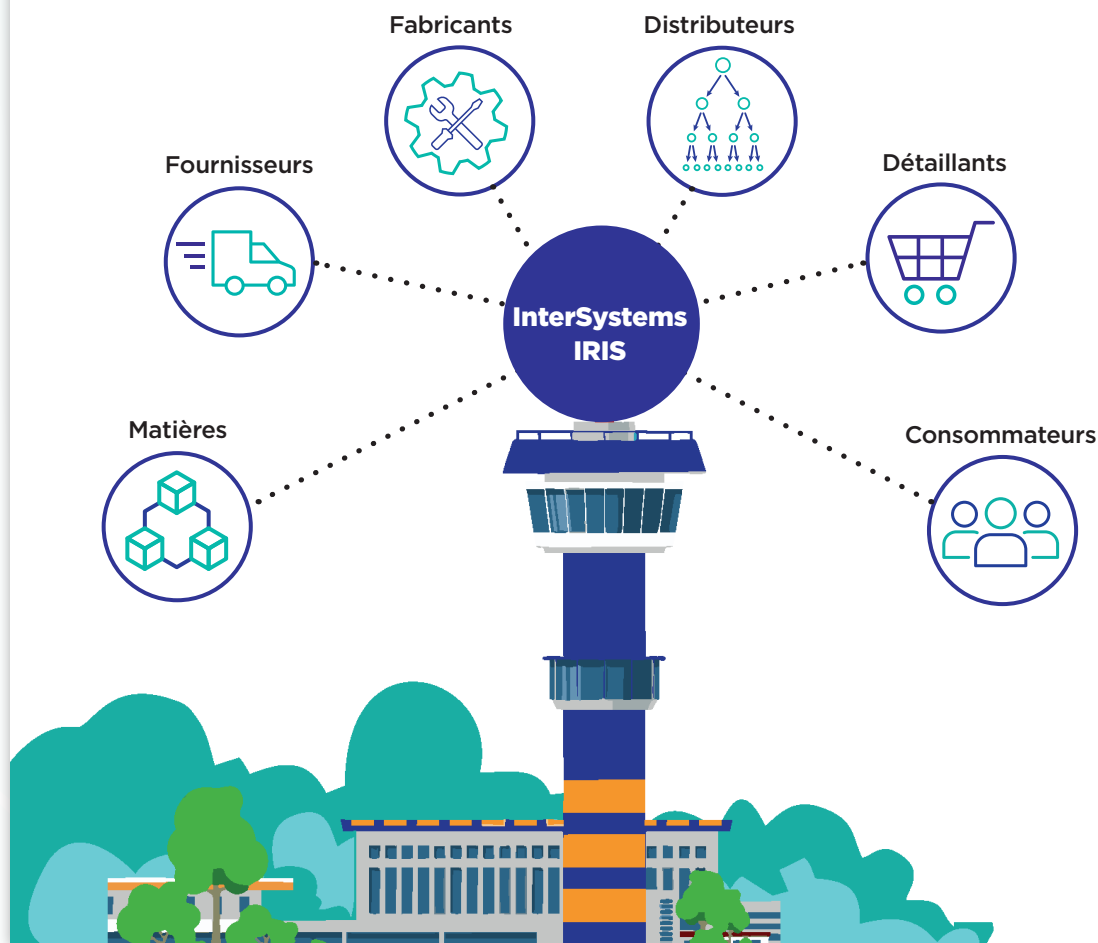 Fabricants
Distributeurs
Fournisseurs
Détaillants
InterSystems
IRIS
Matières
Consommateurs